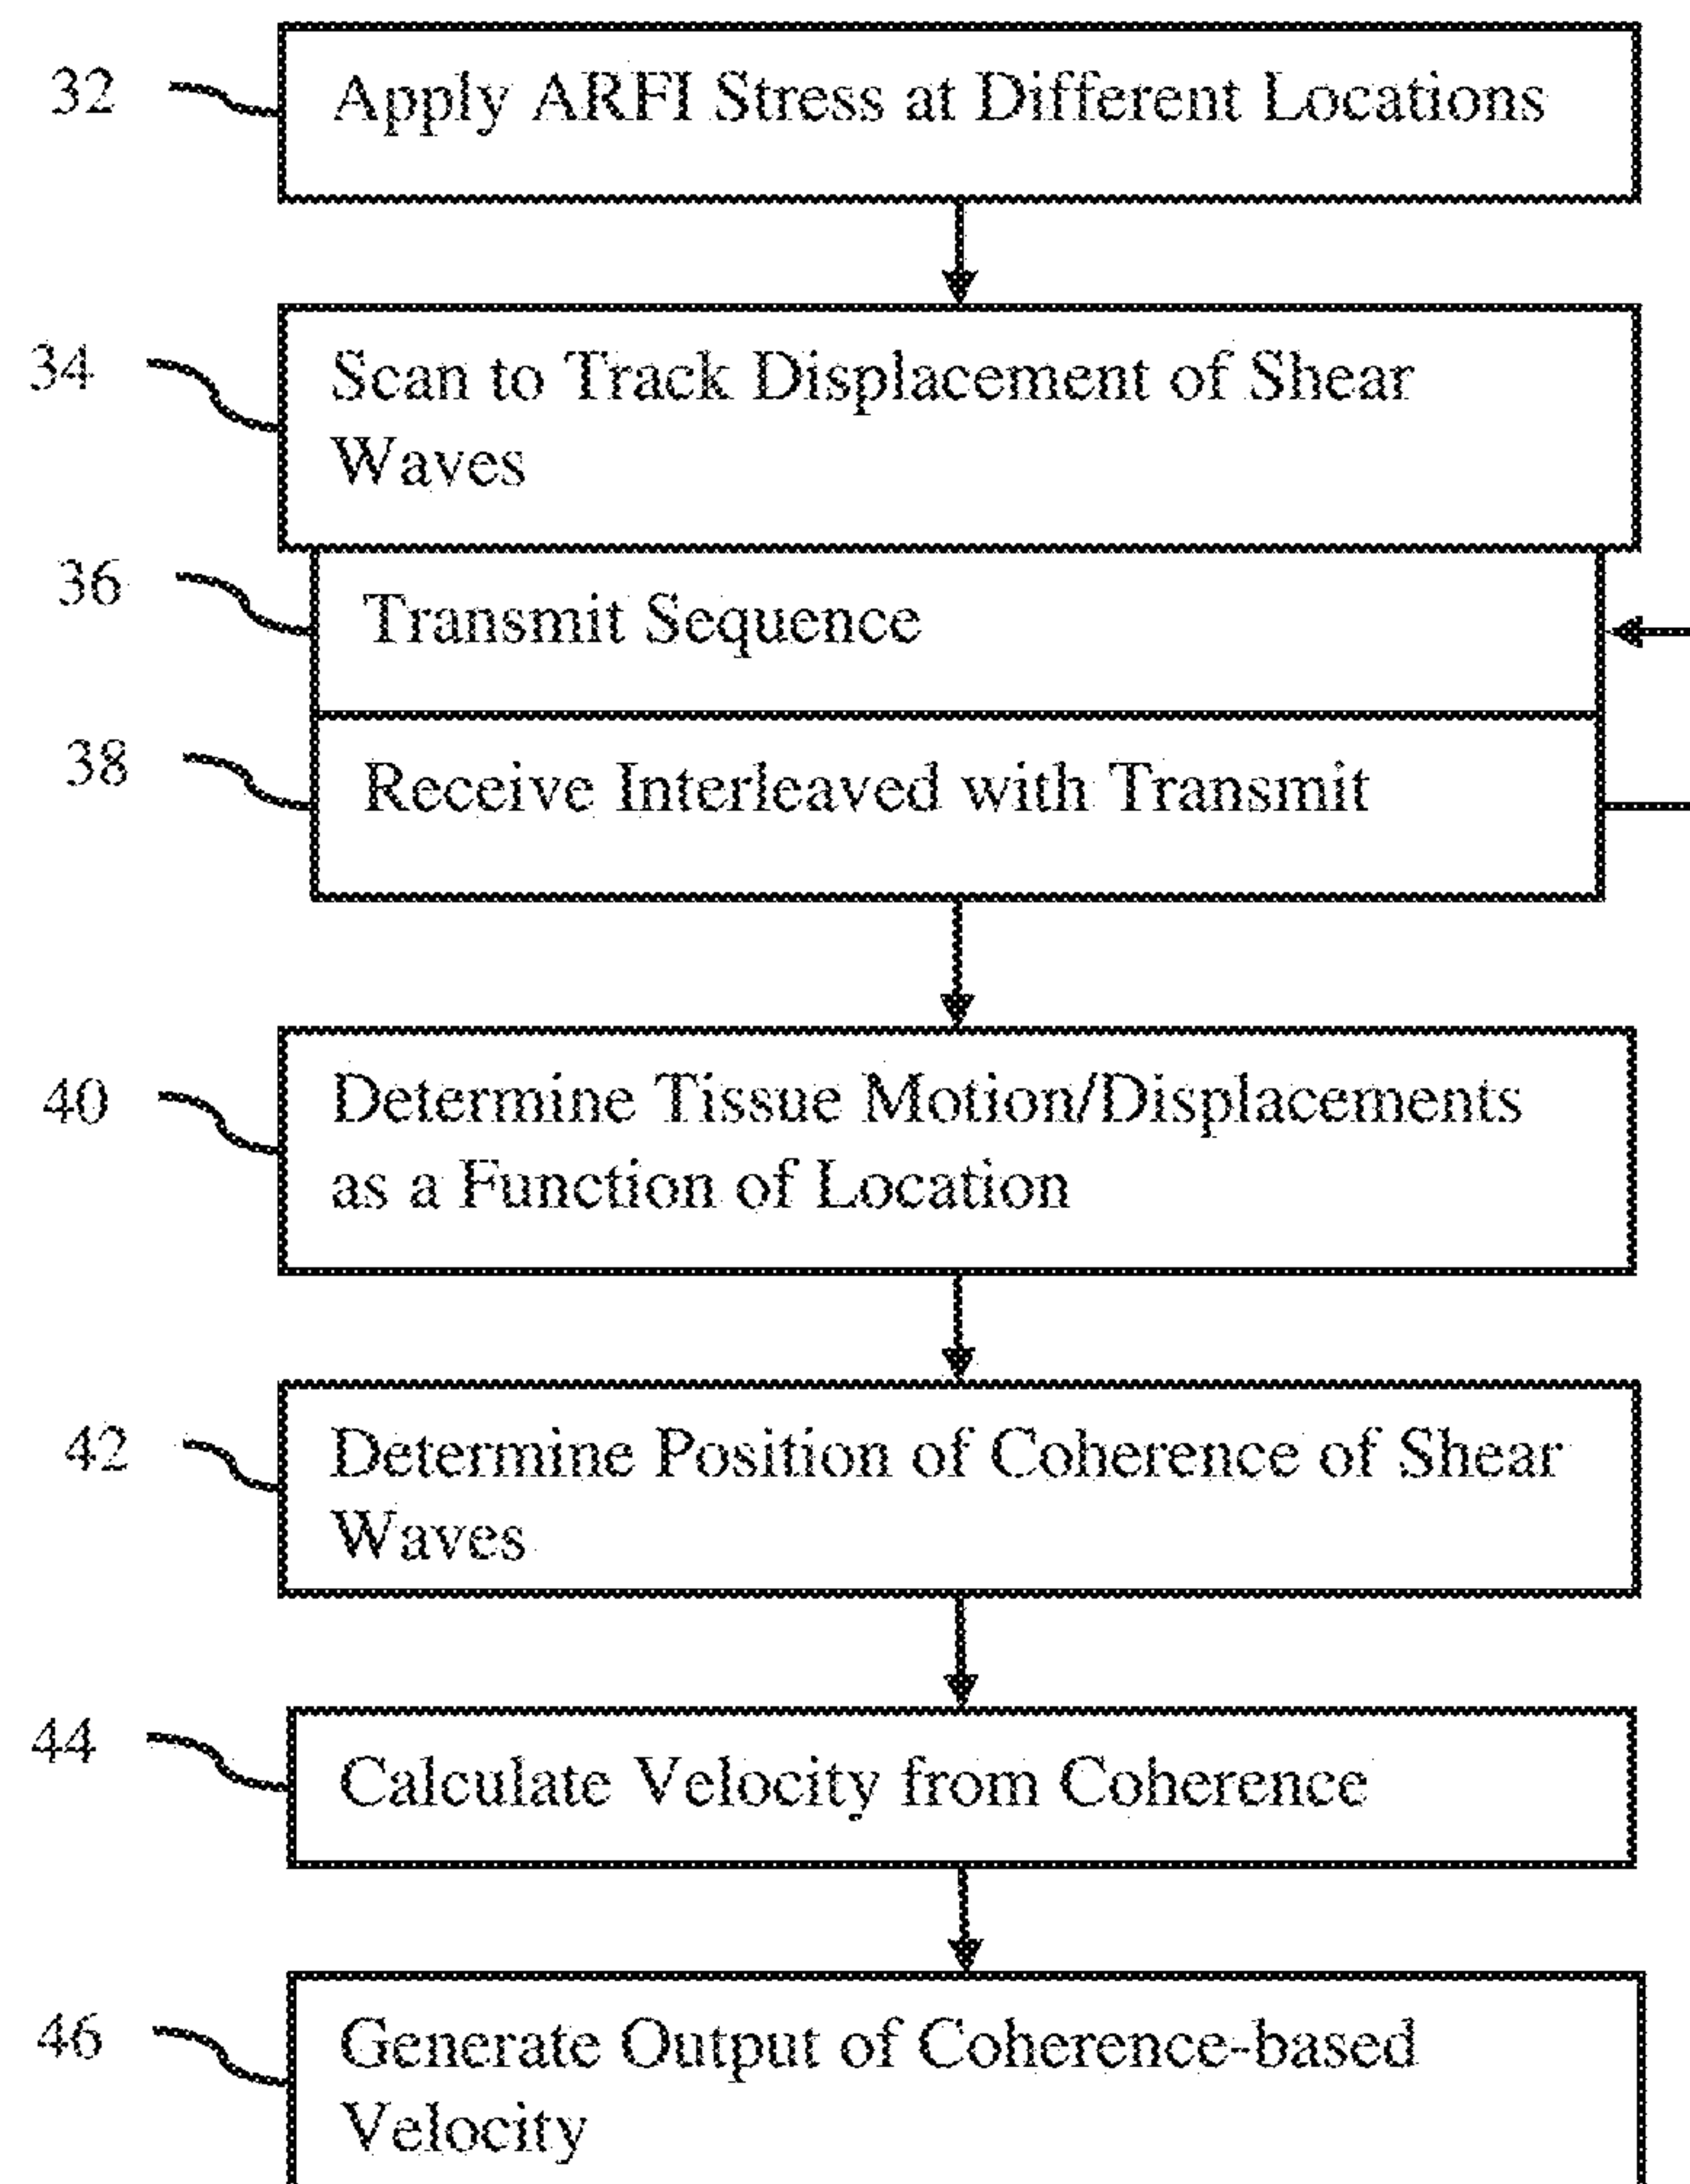 32
Apply ARFI Stress at Different Locations
34
Scan to Track Displacement of Shear
Waves
36
Transmit Sequence
38
Receive Interleaved with Transmit
40
Determine Tissue Motion/Displacements
as a Function of Location
42
Determine Position of Coherence of Shear
Waves
44
Calculate Velocity from Coherence
46
Generate Output of Coherence-based
Velocity